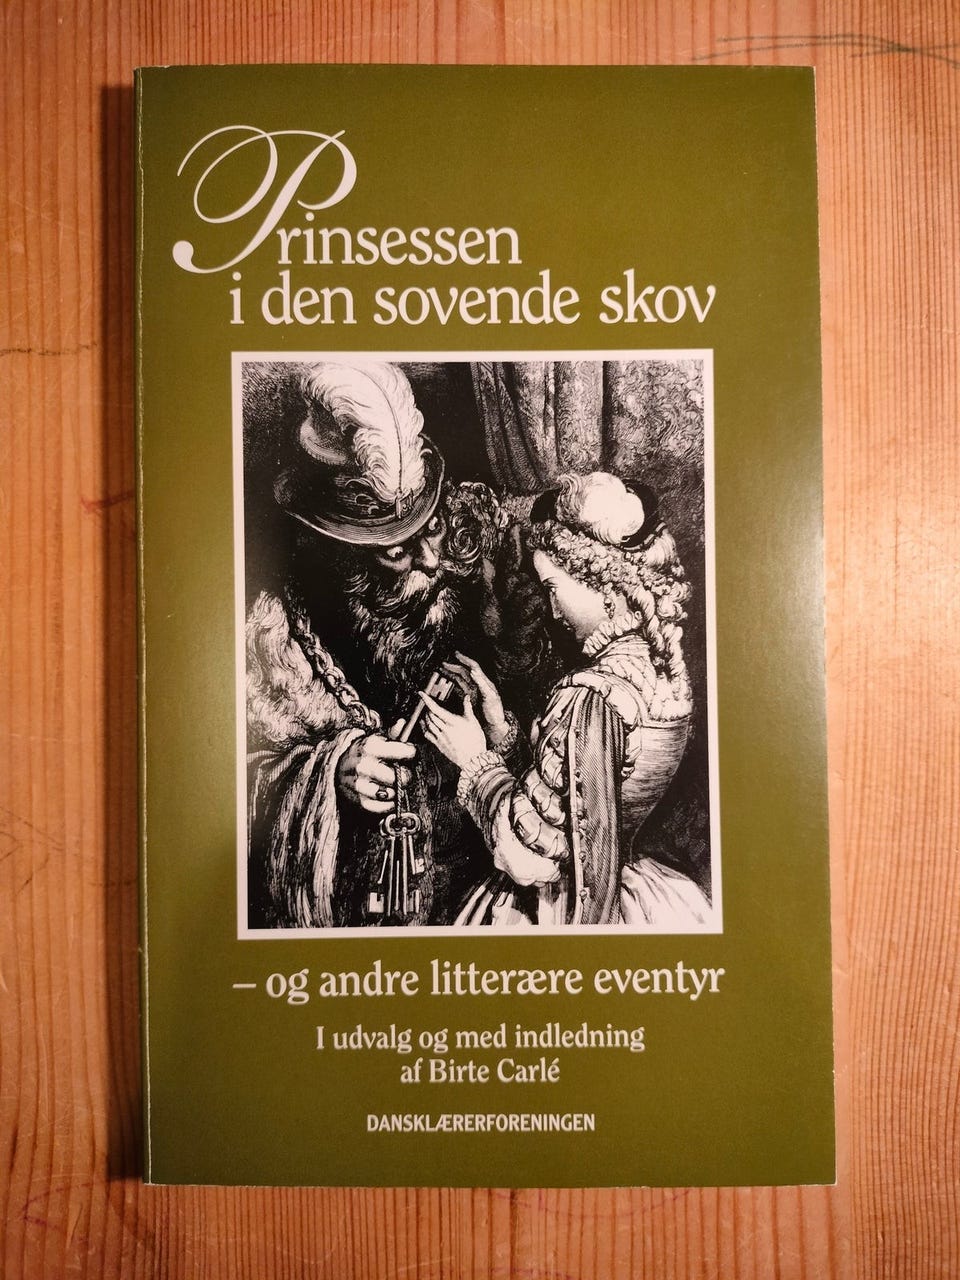 Prinsessen
i den sovende skov
– og andre litterære eventyr
I udvalg og med indledning
af Birte Carlé
DANSKLÆRERFORENINGEN